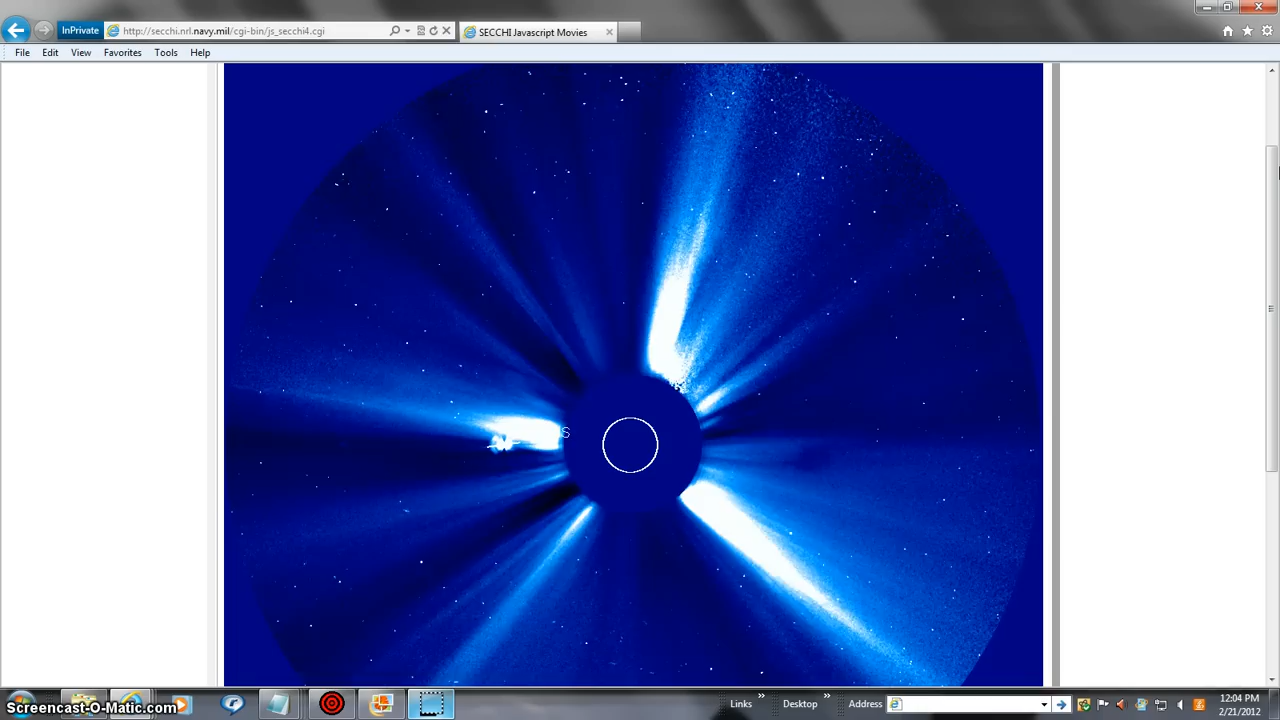 InPrivate
http://secchi.nrl.navy.mil/cgi-bin/js_secchi4.cgi
SECCHI Javascript Movies
File Edit View Favorites Tools Help
S
Links
Desktop
Address
12:04 PM
2/21/2012
Screencast-O-Matic.com